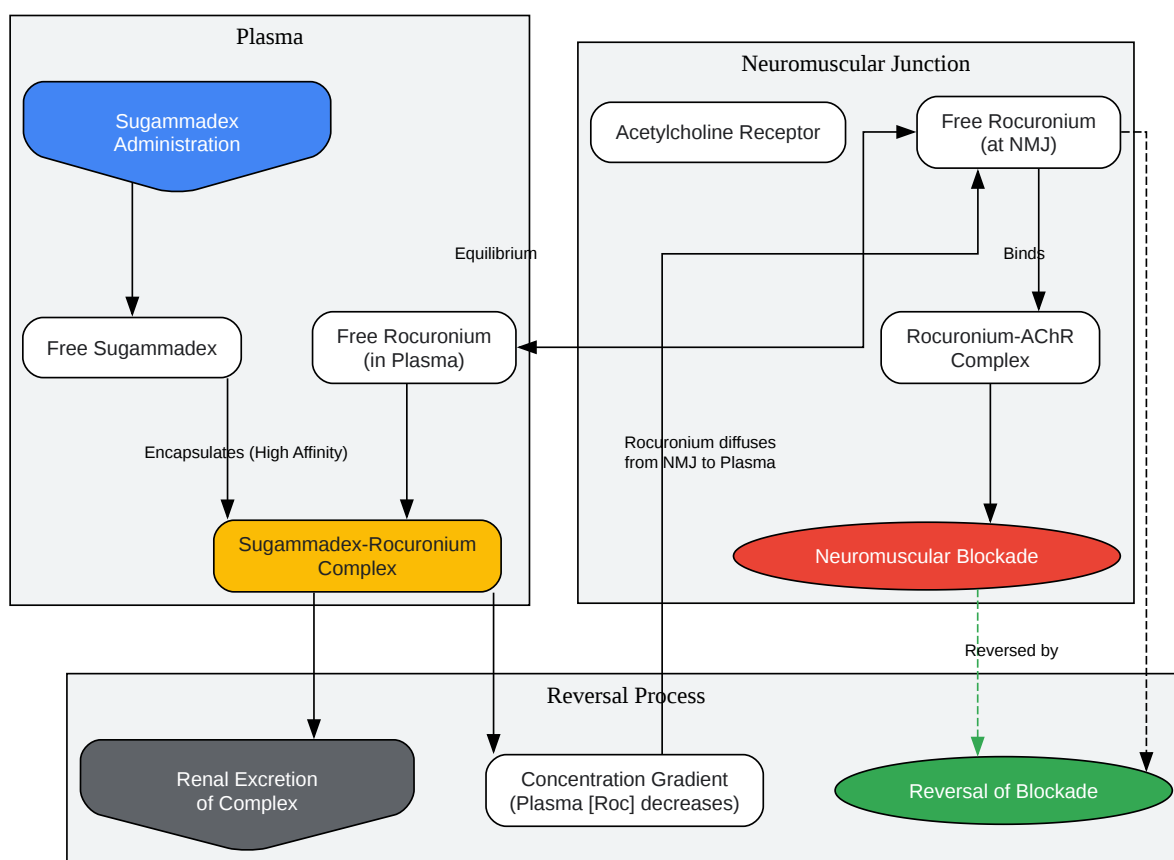 Plasma
Sugammadex
Administration
Free Sugammadex
Free Rocuronium
(in Plasma)
Encapsulates (High Affinity)
Sugammadex-Rocuronium
Complex
Equilibrium
Neuromuscular Junction
Acetylcholine Receptor
Free Rocuronium
(at NMJ)
Binds
Rocuronium-AChR
Complex
Rocuronium diffuses
from NMJ to Plasma
Neuromuscular Blockade
Reversed by
Reversal Process
Renal Excretion
of Complex
Concentration Gradient
(Plasma [Roc] decreases)
Reversal of Blockade